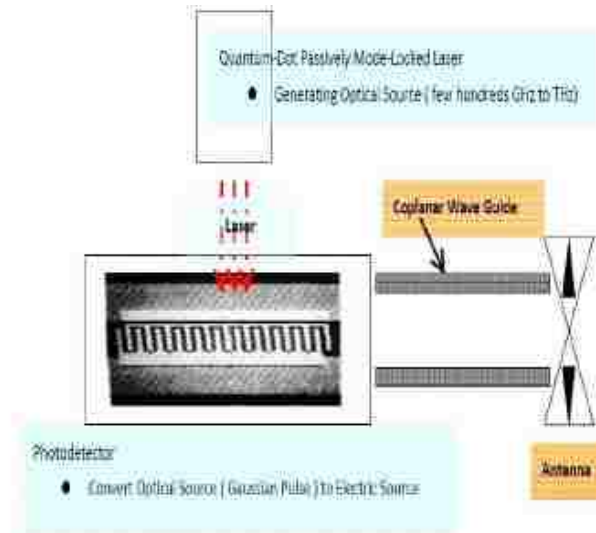 Quantum-Dot Passively Mode-Locked Laser
● Generating Optical Source ( few hundreds Ghz to THz)
Laser
Coplanar Wave Guide
Antenna
Photodetector
● Convert Optical Source ( Gaussian Pulse ) to Electric Source